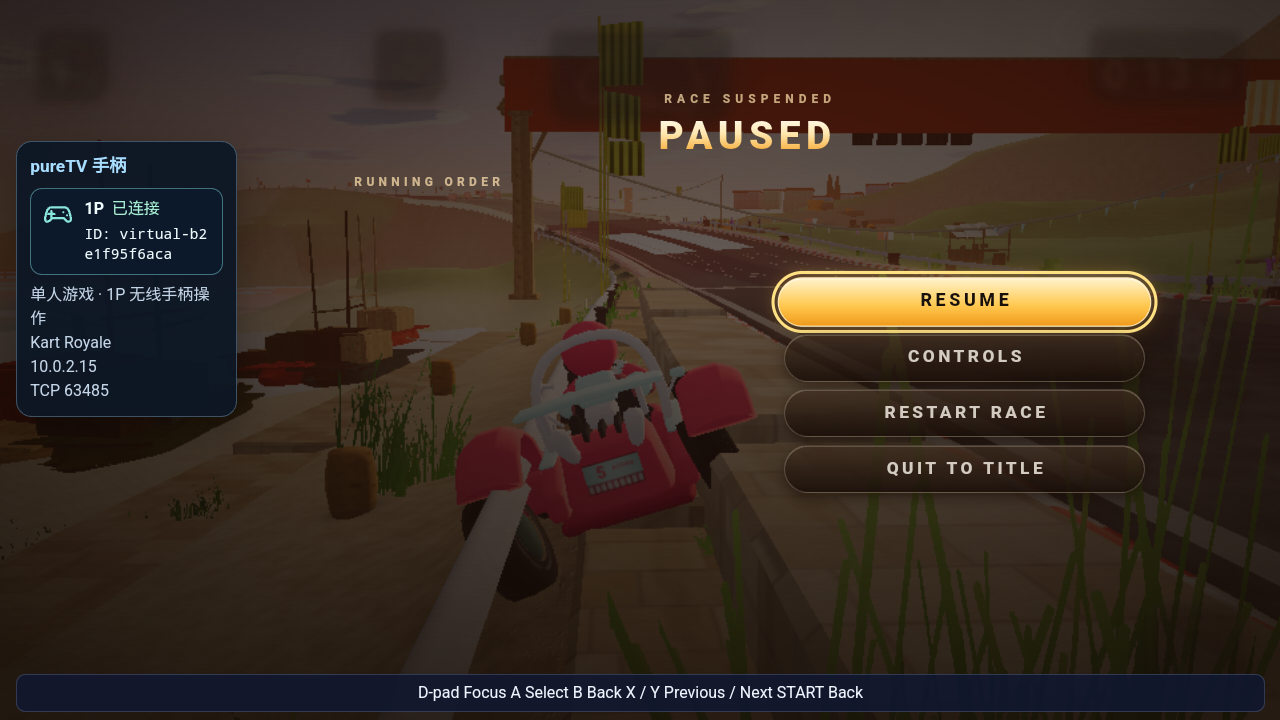 RACE SUSPENDED
PAUSED
pureTV 手柄
1P 已连接
ID: virtual-b2
e1f95f6aca
单人游戏 · 1P 无线手柄操
作
Kart Royale
10.0.2.15
TCP 63485
RUNNING ORDER
RESUME
CONTROLS
RESTART RACE
QUIT TO TITLE
5
D-pad Focus A Select B Back X / Y Previous / Next START Back